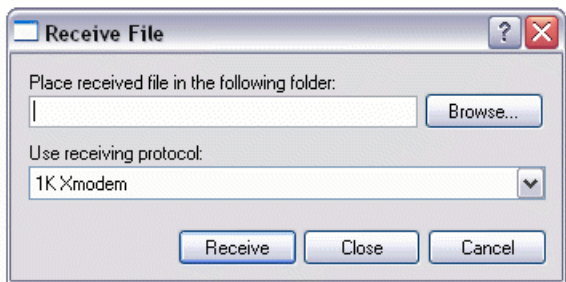 Receive File
Place received file in the following folder:
Browse...
Use receiving protocol:
1K Xmodem
Receive Close Cancel